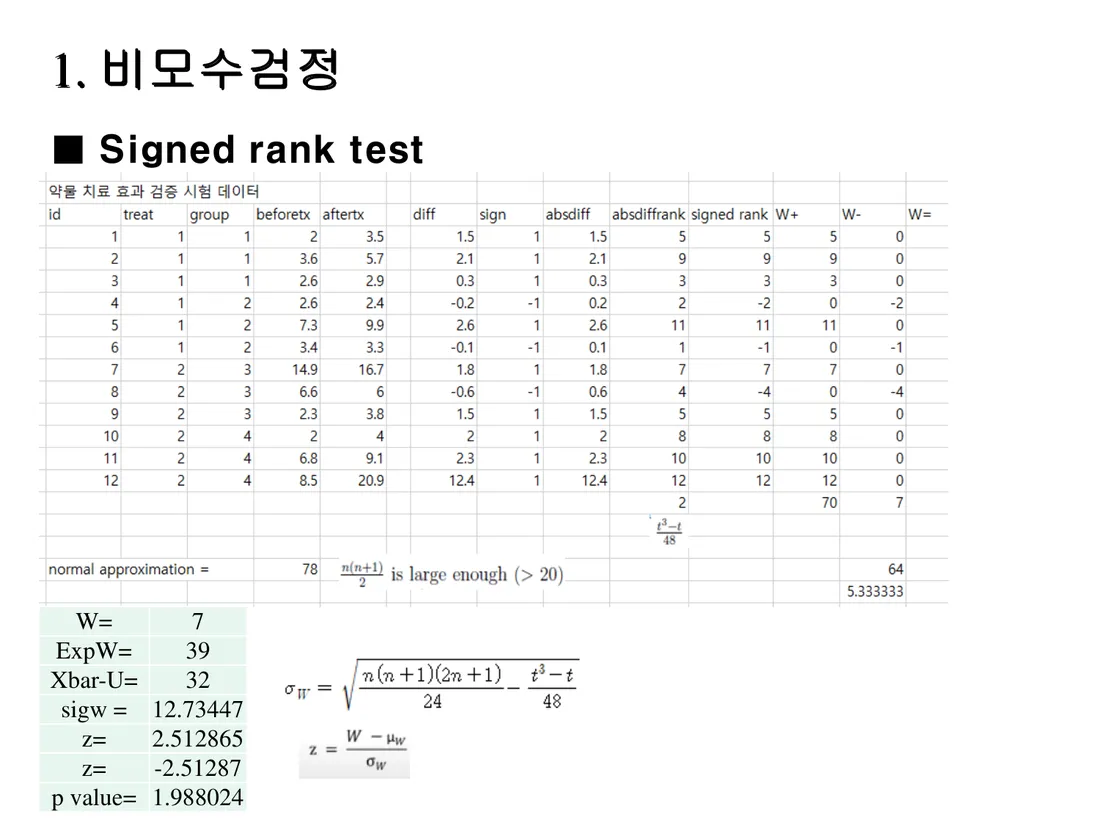 1. 비모수검정
■ Signed rank test
약물 치료 효과 검증 시험 데이터
id treat group beforetx aftertx diff sign absdiff absdiffrank signed rank W+ W- W=
1 1 1 2 3.5 1.5 1 1.5 5 5 5 0
2 1 1 3.6 5.7 2.1 1 2.1 9 9 9 0
3 1 1 2.6 2.9 0.3 1 0.3 3 3 3 0
4 1 2 2.6 2.4 -0.2 -1 0.2 2 -2 0 -2
5 1 2 7.3 9.9 2.6 1 2.6 11 11 11 0
6 1 2 3.4 3.3 -0.1 -1 0.1 1 -1 0 -1
7 2 3 14.9 16.7 1.8 1 1.8 7 7 7 0
8 2 3 6.6 6 -0.6 -1 0.6 4 -4 0 -4
9 2 3 2.3 3.8 1.5 1 1.5 5 5 5 0
10 2 4 2 4 2 1 2 8 8 8 0
11 2 4 6.8 9.1 2.3 1 2.3 10 10 10 0
12 2 4 8.5 20.9 12.4 1 12.4 12 12 12 0
2 70 7
t³−t / 48
normal approximation = 78 n(n+1)/2 is large enough (> 20) 64
5.333333
W= 7
ExpW= 39
Xbar-U= 32
sigw = 12.73447
z= 2.512865
z= -2.51287
p value= 1.988024
σ_W = √(n(n+1)(2n+1)/24 − t³−t/48)
z = W − μ_W / σ_W